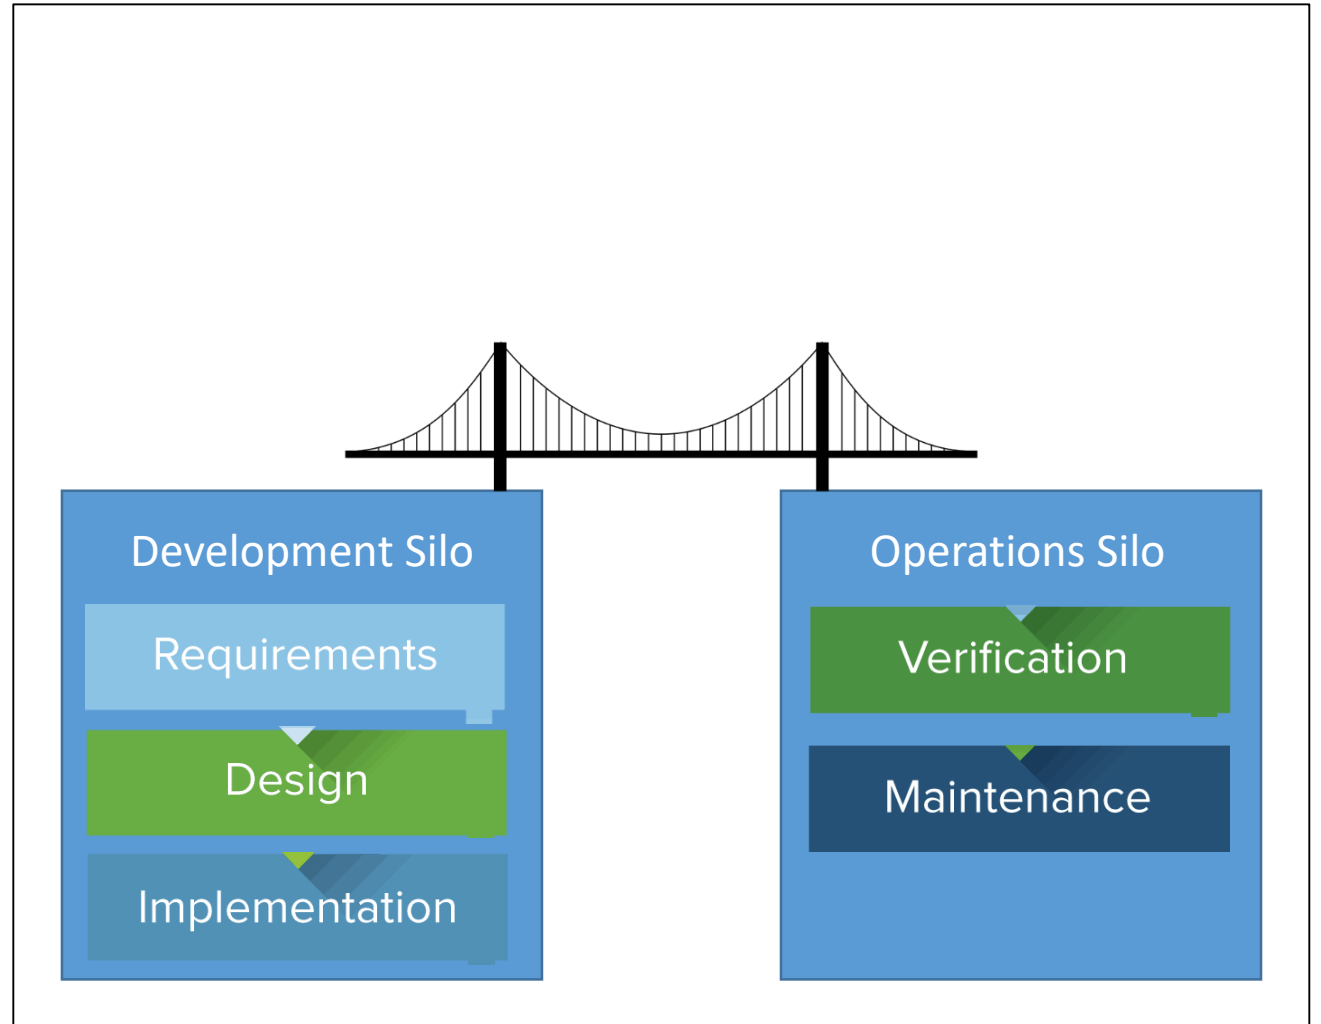 Development Silo
Requirements
Design
Implementation
Operations Silo
Verification
Maintenance